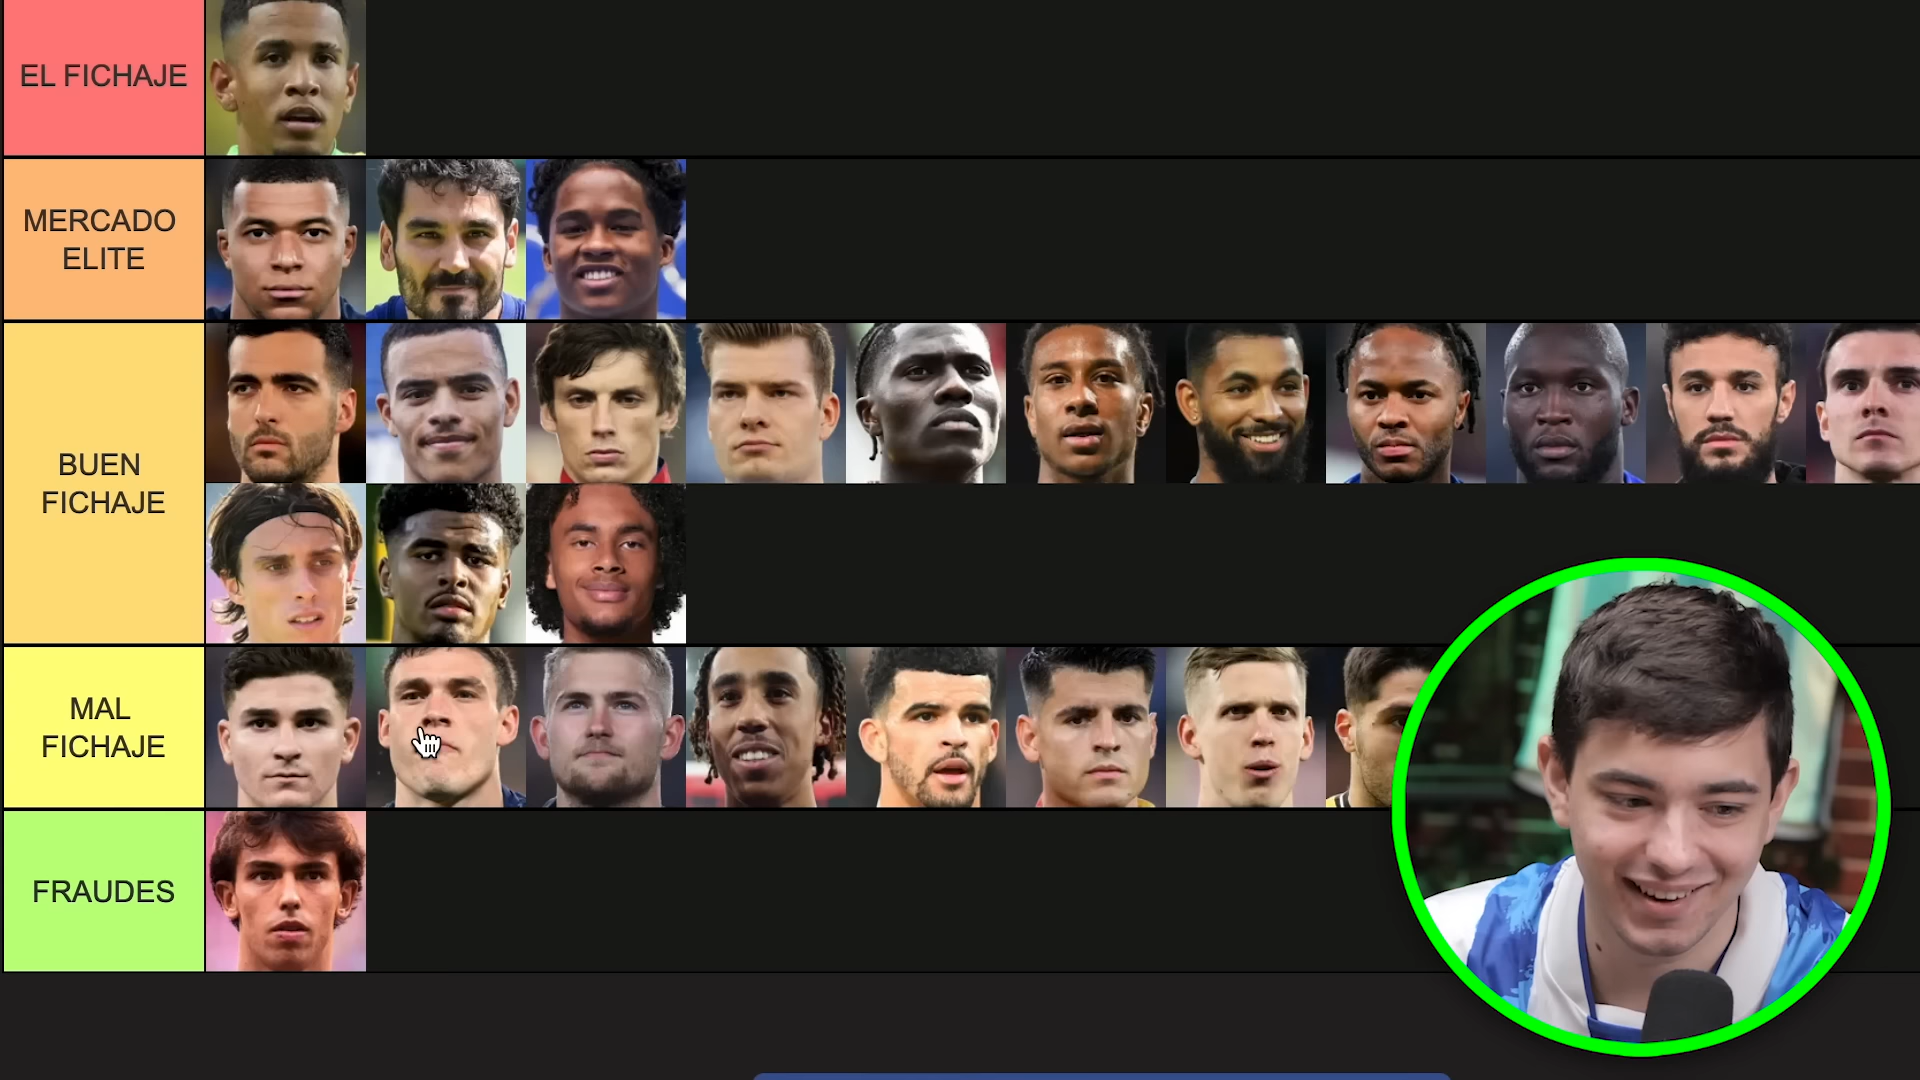 EL FICHAJE
MERCADO
ELITE
BUEN
FICHAJE
MAL
FICHAJE
FRAUDES